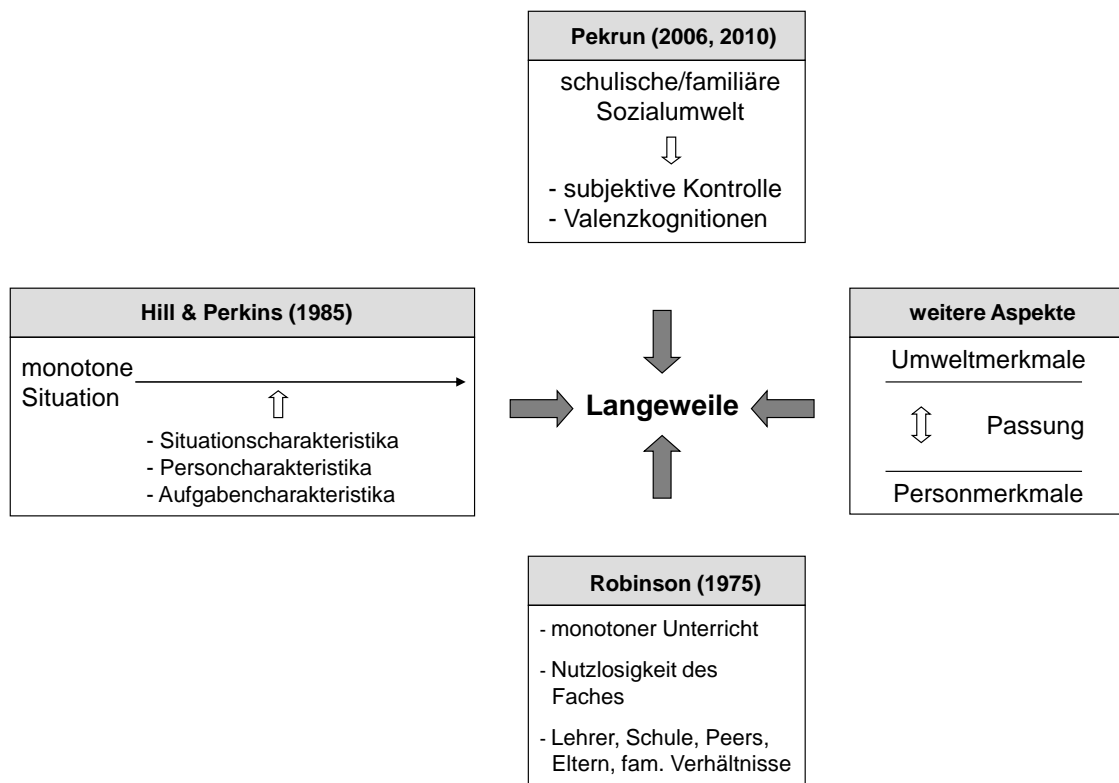 Pekrun (2006, 2010)
schulische/familiäre
Sozialumwelt
- subjektive Kontrolle
- Valenzkognitionen
Hill & Perkins (1985)
monotone
Situation
- Situationscharakteristika
- Personcharakteristika
- Aufgabencharakteristika
Langeweile
weitere Aspekte
Umweltmerkmale
Passung
Personmerkmale
Robinson (1975)
- monotoner Unterricht
- Nutzlosigkeit des
Faches
- Lehrer, Schule, Peers,
Eltern, fam. Verhältnisse